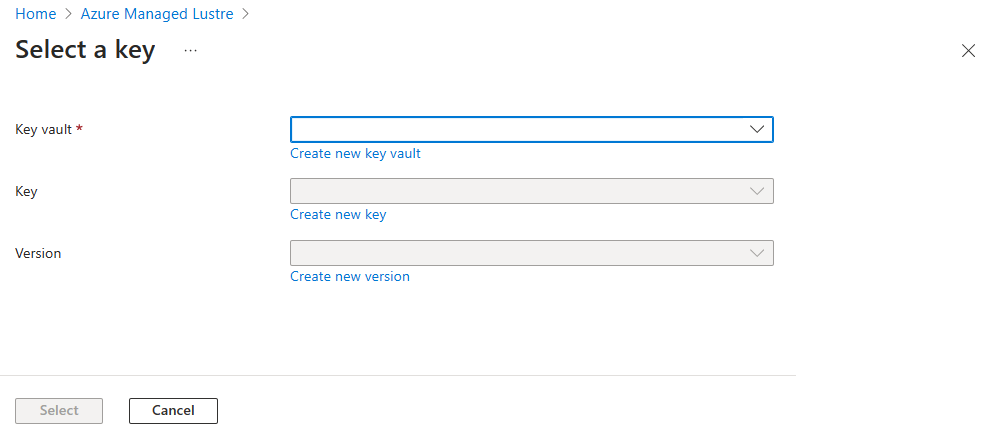 Home > Azure Managed Lustre >
Select a key ...
Key vault *
Create new key vault
Key
Create new key
Version
Create new version
Select Cancel